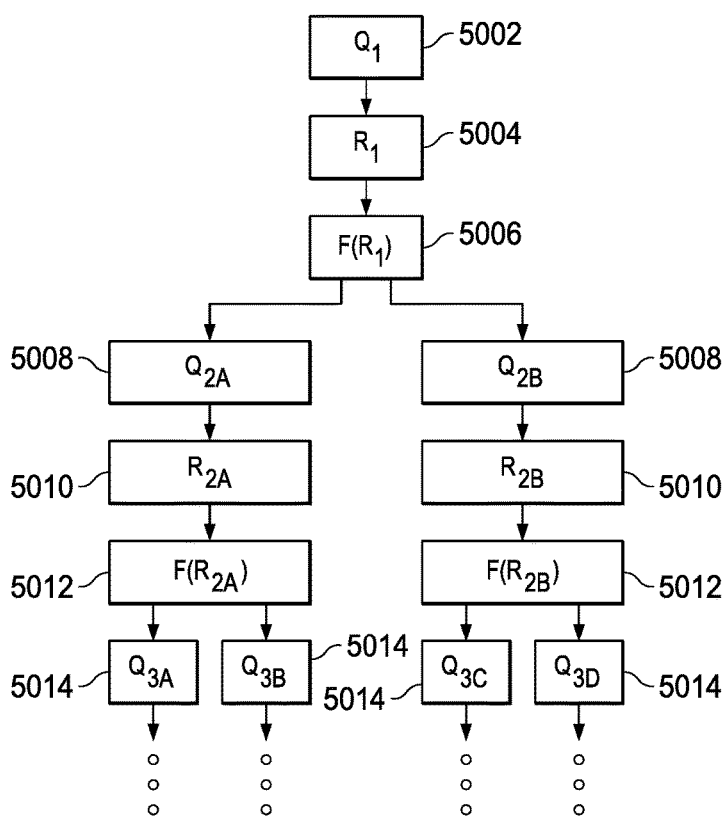 Q1 5002
R1 5004
F(R1) 5006
5008 Q2A Q2B 5008
5010 R2A R2B 5010
5012 F(R2A) F(R2B) 5012
5014 Q3A Q3B 5014 5014 Q3C Q3D 5014